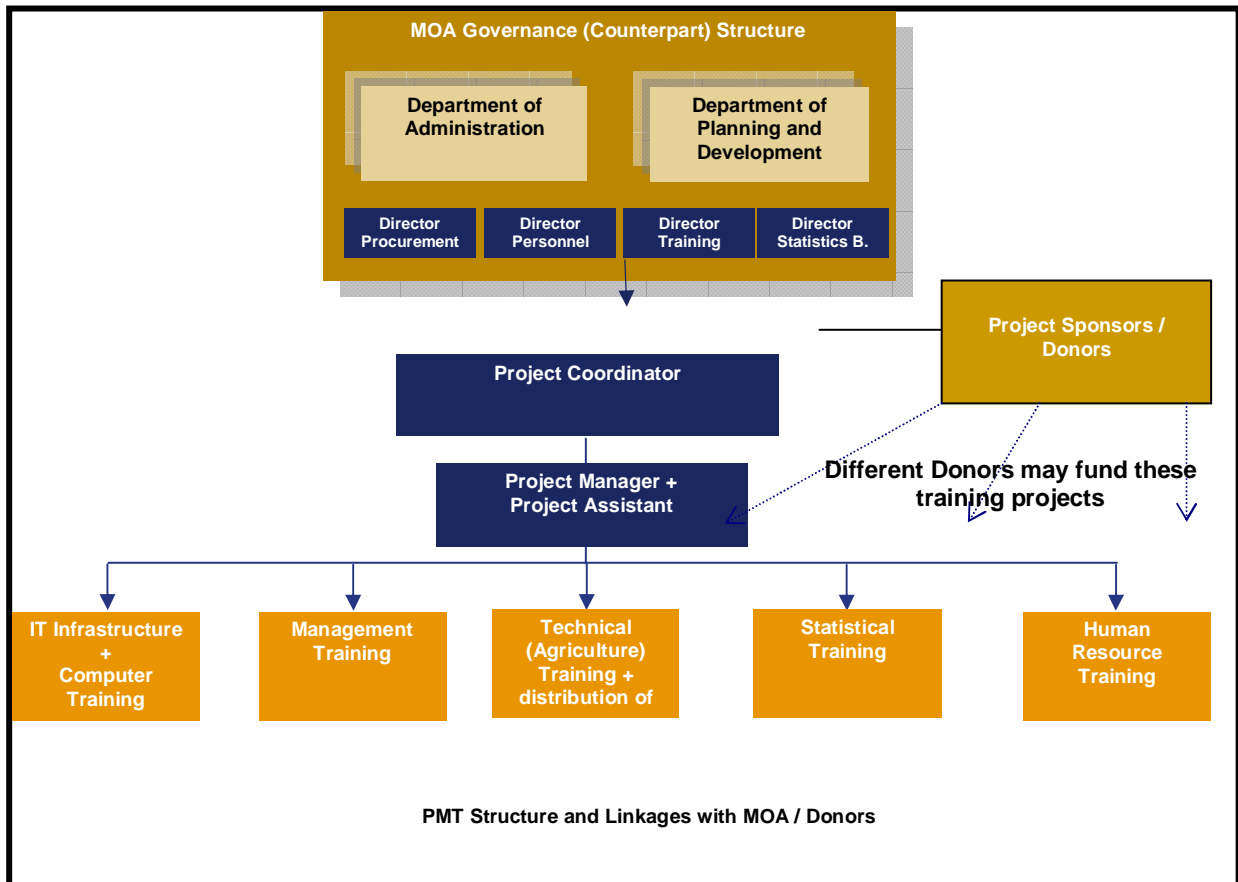 MOA Governance (Counterpart) Structure
Department of
Administration
Department of
Planning and
Development
Director
Procurement
Director
Personnel
Director
Training
Director
Statistics B.
Project Sponsors /
Donors
Project Coordinator
Project Manager +
Project Assistant
Different Donors may fund these
training projects
IT Infrastructure
+
Computer
Training
Management
Training
Technical
(Agriculture)
Training +
distribution of
Statistical
Training
Human
Resource
Training
PMT Structure and Linkages with MOA / Donors